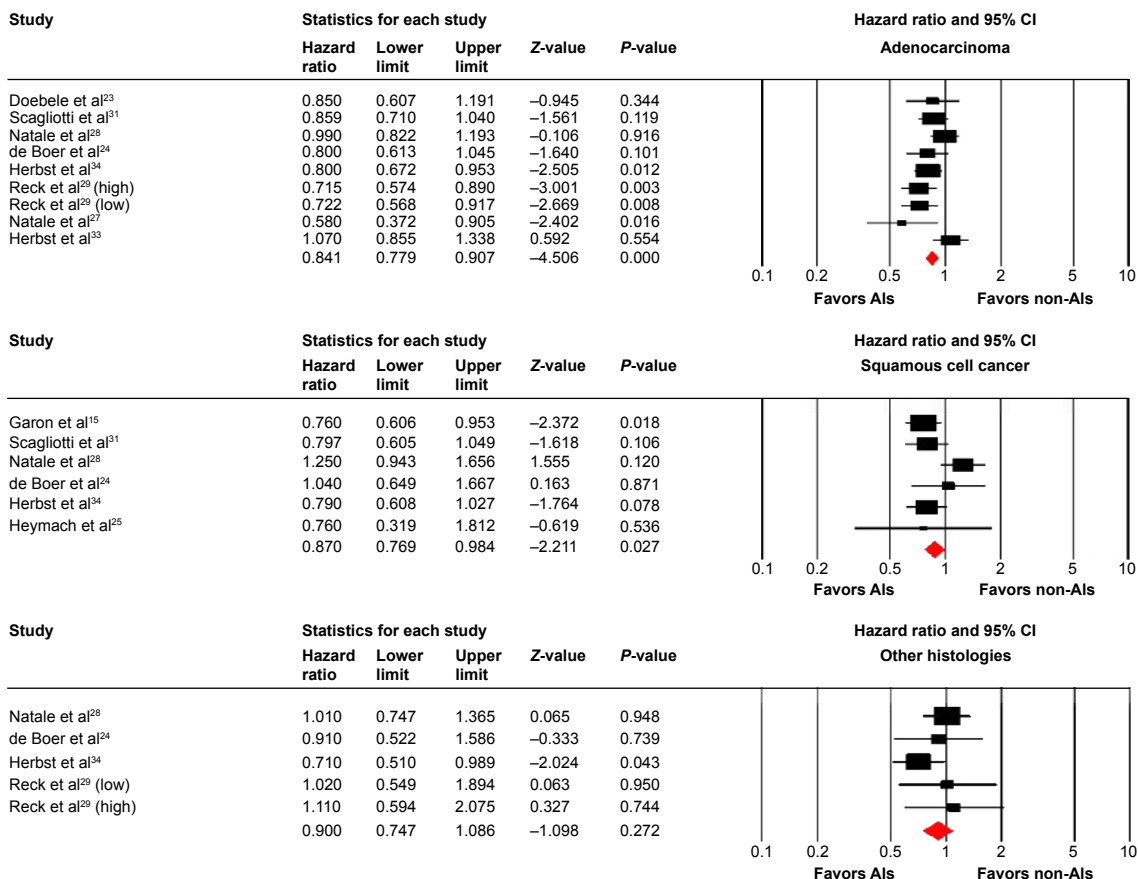 Study Statistics for each study Hazard ratio and 95% CI
Hazard ratio Lower limit Upper limit Z-value P-value Adenocarcinoma
Doebele et al²³ 0.850 0.607 1.191 –0.945 0.344
Scagliotti et al³¹ 0.859 0.710 1.040 –1.561 0.119
Natale et al²⁸ 0.990 0.822 1.193 –0.106 0.916
de Boer et al²⁴ 0.800 0.613 1.045 –1.640 0.101
Herbst et al³⁴ 0.800 0.672 0.953 –2.505 0.012
Reck et al²⁹ (high) 0.715 0.574 0.890 –3.001 0.003
Reck et al²⁹ (low) 0.722 0.568 0.917 –2.669 0.008
Natale et al²⁷ 0.580 0.372 0.905 –2.402 0.016
Herbst et al³³ 1.070 0.855 1.338 0.592 0.554
0.841 0.779 0.907 –4.506 0.000
0.1 0.2 0.5 1 2 5 10
Favors AIs Favors non-AIs
Study Statistics for each study Hazard ratio and 95% CI
Hazard ratio Lower limit Upper limit Z-value P-value Squamous cell cancer
Garon et al¹⁵ 0.760 0.606 0.953 –2.372 0.018
Scagliotti et al³¹ 0.797 0.605 1.049 –1.618 0.106
Natale et al²⁸ 1.250 0.943 1.656 1.555 0.120
de Boer et al²⁴ 1.040 0.649 1.667 0.163 0.871
Herbst et al³⁴ 0.790 0.608 1.027 –1.764 0.078
Heymach et al²⁵ 0.760 0.319 1.812 –0.619 0.536
0.870 0.769 0.984 –2.211 0.027
0.1 0.2 0.5 1 2 5 10
Favors AIs Favors non-AIs
Study Statistics for each study Hazard ratio and 95% CI
Hazard ratio Lower limit Upper limit Z-value P-value Other histologies
Natale et al²⁸ 1.010 0.747 1.365 0.065 0.948
de Boer et al²⁴ 0.910 0.522 1.586 –0.333 0.739
Herbst et al³⁴ 0.710 0.510 0.989 –2.024 0.043
Reck et al²⁹ (low) 1.020 0.549 1.894 0.063 0.950
Reck et al²⁹ (high) 1.110 0.594 2.075 0.327 0.744
0.900 0.747 1.086 –1.098 0.272
0.1 0.2 0.5 1 2 5 10
Favors AIs Favors non-AIs